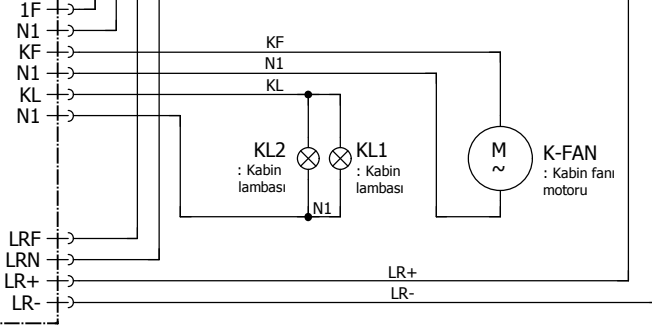 1F
N1
KF
KF
N1
N1
KL
KL
N1
KL2
: Kabin
lambası
KL1
: Kabin
lambası
M
~
K-FAN
: Kabin fanı
motoru
N1
LRF
LRN
LR+
LR+
LR-
LR-